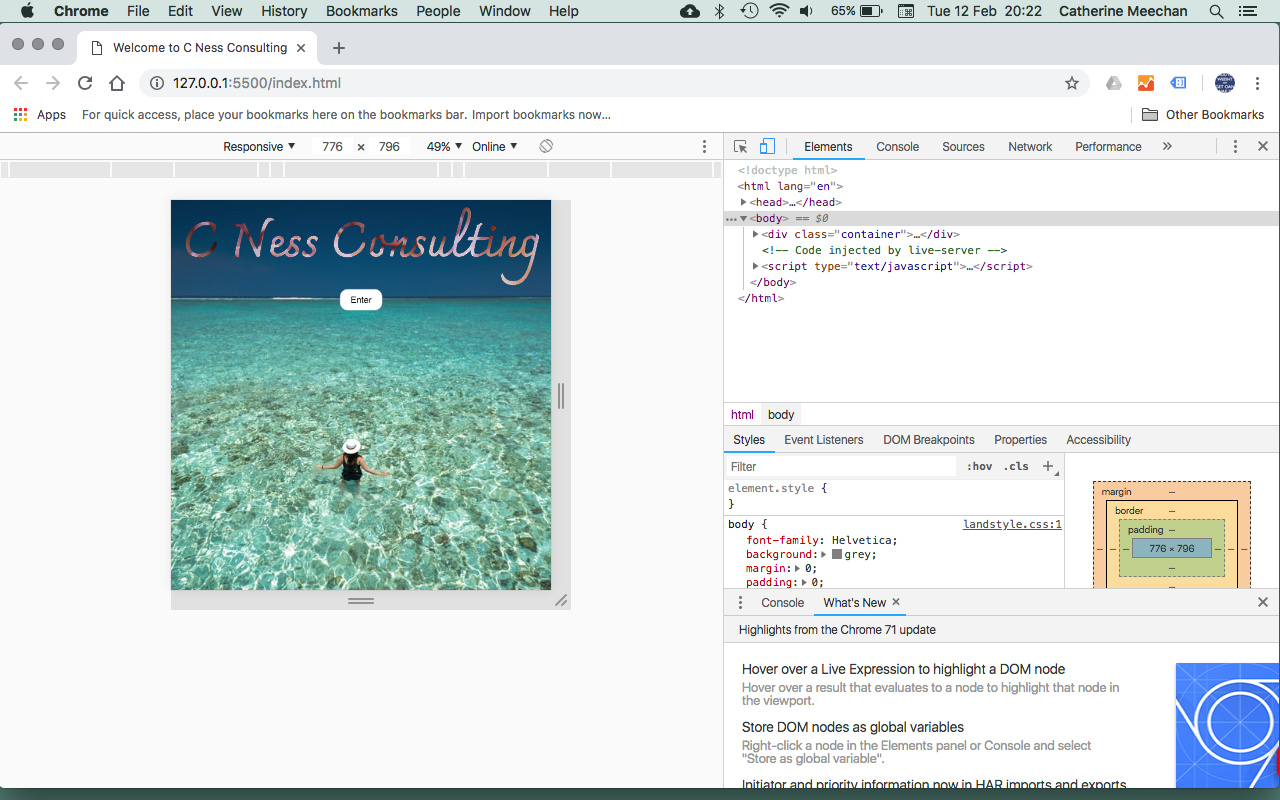 Chrome File Edit View History Bookmarks People Window Help 65% Tue 12 Feb 20:22 Catherine Meechan
Welcome to C Ness Consulting
127.0.0.1:5500/index.html
Apps For quick access, place your bookmarks here on the bookmarks bar. Import bookmarks now... Other Bookmarks
Responsive 776 × 796 49% Online
C Ness Consulting
Enter
Elements Console Sources Network Performance »
<!doctype html>
<html lang="en">
<head>…</head>
…<body> == $0
<div class="container">…</div>
<!-- Code injected by live-server -->
<script type="text/javascript">…</script>
</body>
</html>
html body
Styles Event Listeners DOM Breakpoints Properties Accessibility
Filter :hov .cls +
element.style {
}
body { landstyle.css:1
font-family: Helvetica;
background: grey;
margin: 0;
padding: 0;
margin –
border –
padding –
– – – 776 × 796 – – –
–
–
Console What's New ×
Highlights from the Chrome 71 update
Hover over a Live Expression to highlight a DOM node
Hover over a result that evaluates to a node to highlight that node in
the viewport.
Store DOM nodes as global variables
Right-click a node in the Elements panel or Console and select
"Store as global variable".
Initiator and priority information now in HAR imports and exports